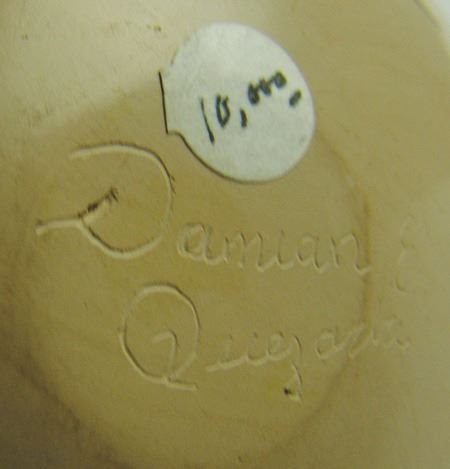 10,000.
Damian E
Quezada